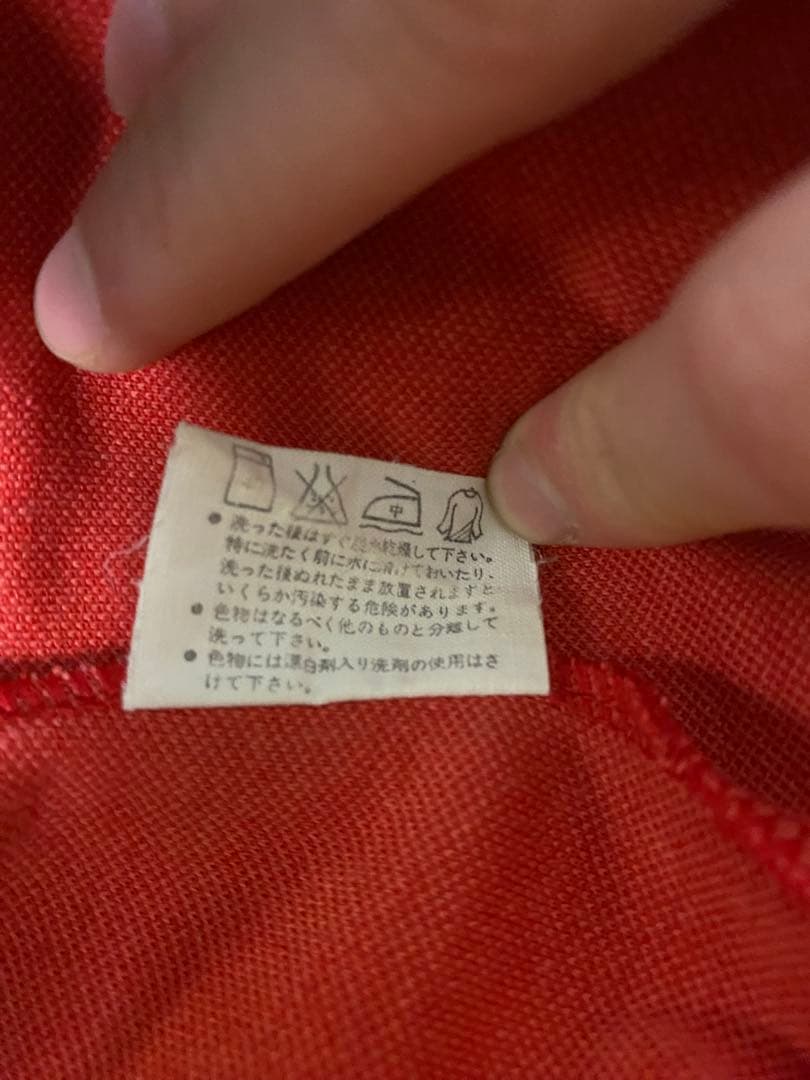 中
● 洗った後はすぐ脱水乾燥して下さい。
特に洗たく前に水に漬けておいたり、
洗った後ぬれたまま放置されますと
いくらか汚染する危険があります。
● 色物はなるべく他のものと分離して
洗って下さい。
● 色物には漂白剤入り洗剤の使用はさ
けて下さい。